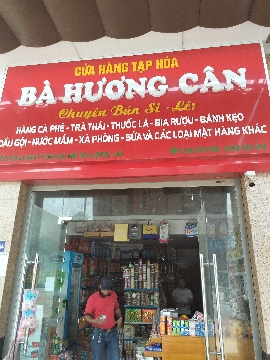 CỬA HÀNG TẠP HÓA
BÀ HƯƠNG CÂN
Chuyên Bán Sỉ - Lẻ:
HÀNG CÀ PHÊ - TRÀ THÁI - THUỐC LÁ - BIA RƯỢU - BÁNH KẸO
DẦU GỘI - NƯỚC MẮM - XÀ PHÒNG - SỮA VÀ CÁC LOẠI MẶT HÀNG KHÁC